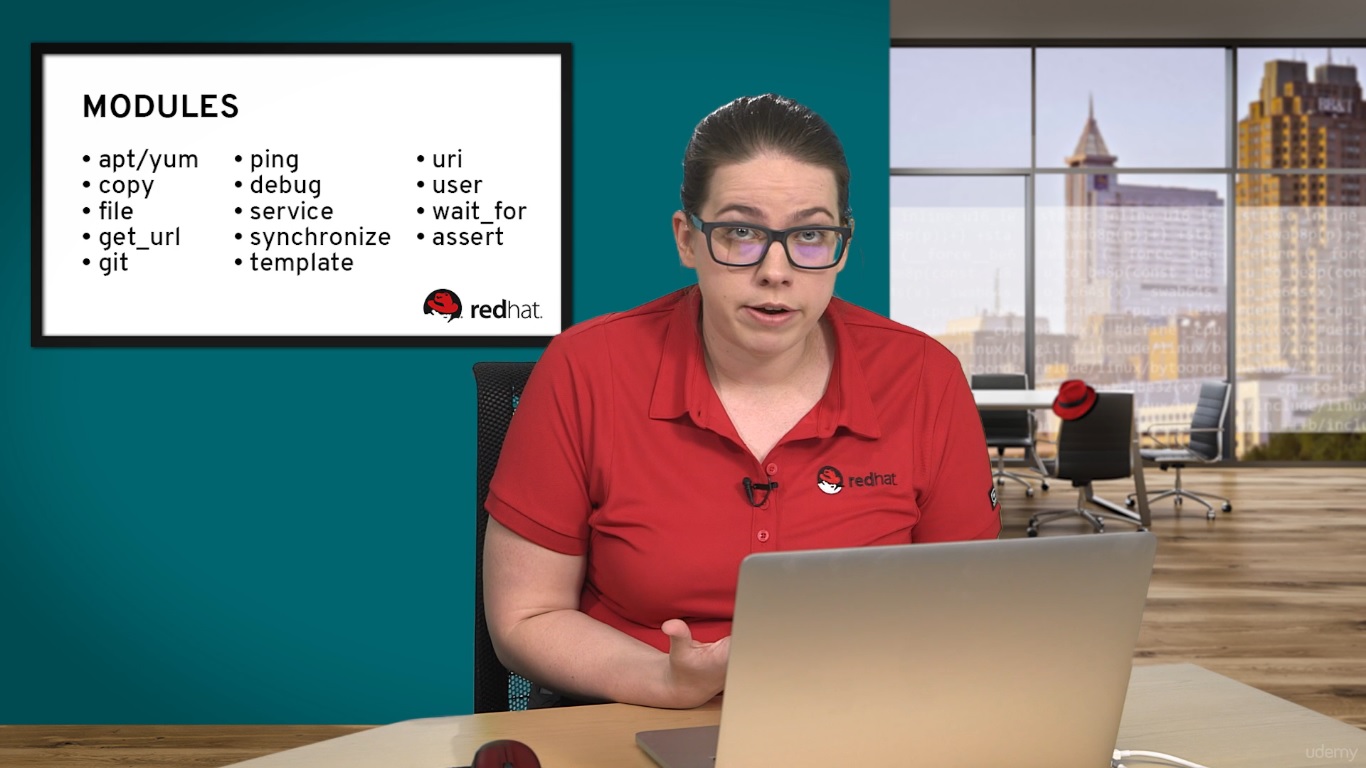 MODULES
• apt/yum
• copy
• file
• get_url
• git
• ping
• debug
• service
• synchronize
• template
• uri
• user
• wait_for
• assert
redhat.
redhat
BB&T
udemy